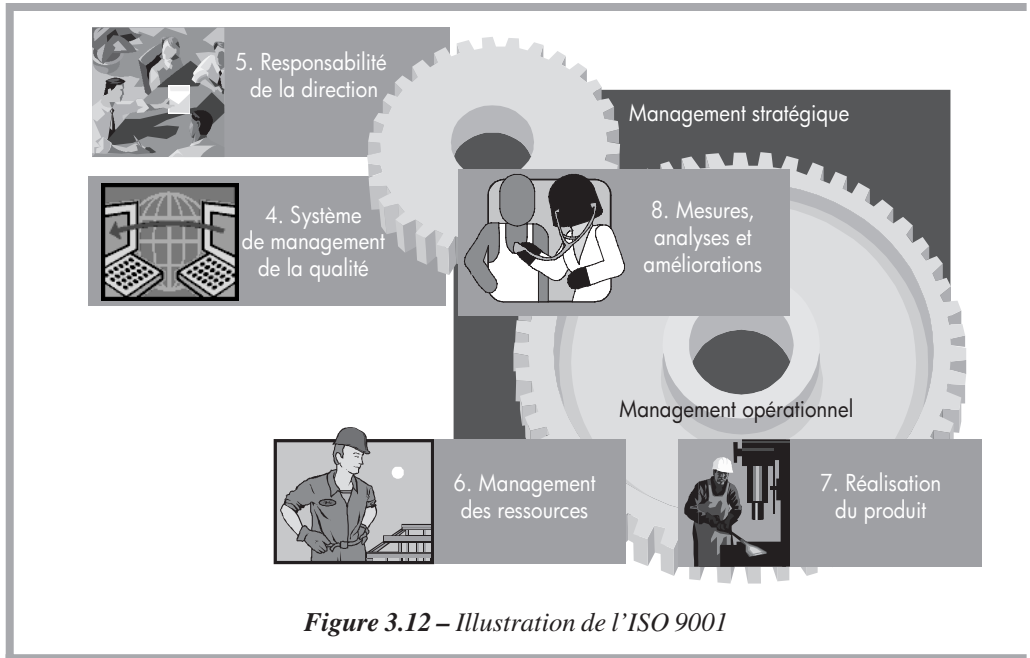 5. Responsabilité
de la direction
Management stratégique
4. Système
de management
de la qualité
8. Mesures,
analyses et
améliorations
Management opérationnel
6. Management
des ressources
7. Réalisation
du produit
Figure 3.12 – Illustration de l’ISO 9001